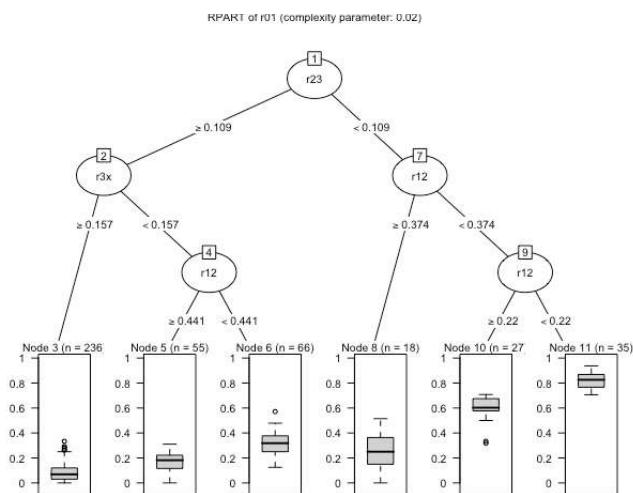 RPART of r01 (complexity parameter: 0.02)
1
r23
≥ 0.109 < 0.109
2 7
r3x r12
≥ 0.157 < 0.157 ≥ 0.374 < 0.374
4 9
r12 r12
≥ 0.441 < 0.441 ≥ 0.22 < 0.22
Node 3 (n = 236 Node 5 (n = 55) Node 6 (n = 66) Node 8 (n = 18) Node 10 (n = 27 Node 11 (n = 35)
1 1 1 1 1 1
0.8 0.8 0.8 0.8 0.8 0.8
0.6 0.6 0.6 0.6 0.6 0.6
0.4 0.4 0.4 0.4 0.4 0.4
0.2 0.2 0.2 0.2 0.2 0.2
0 0 0 0 0 0